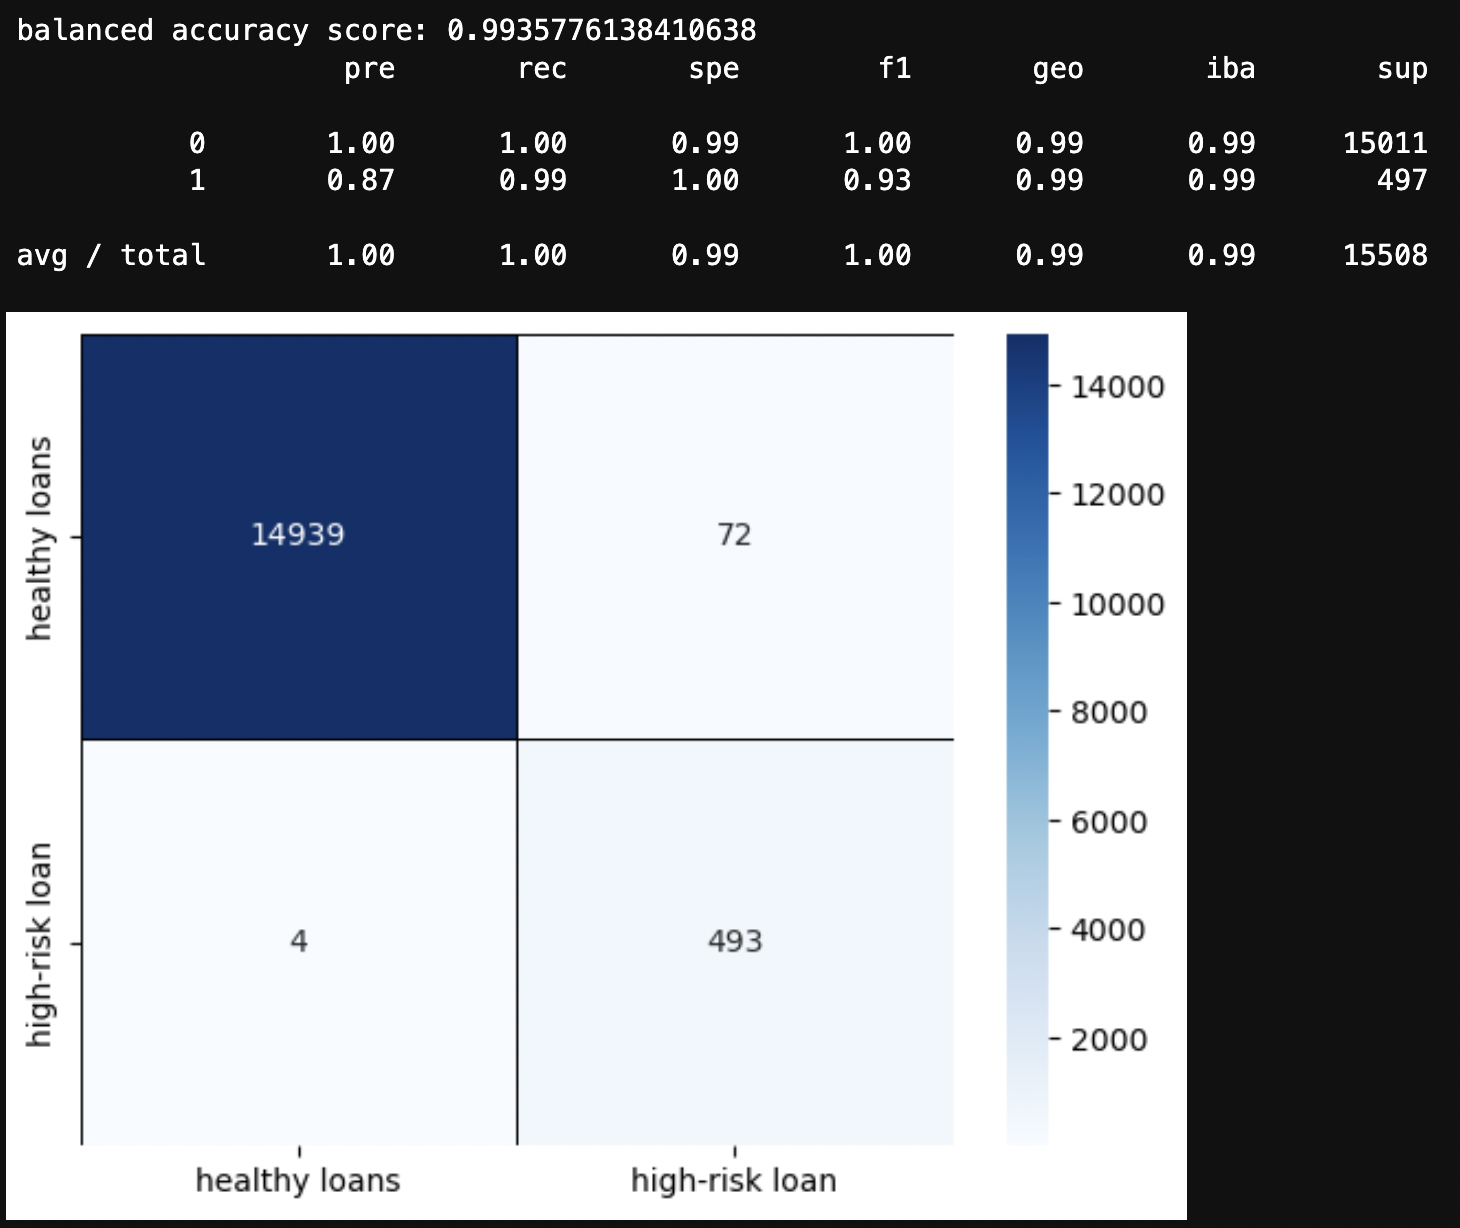 balanced accuracy score: 0.9935776138410638
pre rec spe f1 geo iba sup
0 1.00 1.00 0.99 1.00 0.99 0.99 15011
1 0.87 0.99 1.00 0.93 0.99 0.99 497
avg / total 1.00 1.00 0.99 1.00 0.99 0.99 15508
healthy loans
14939 72
high-risk loan
4 493
healthy loans high-risk loan
14000
12000
10000
8000
6000
4000
2000